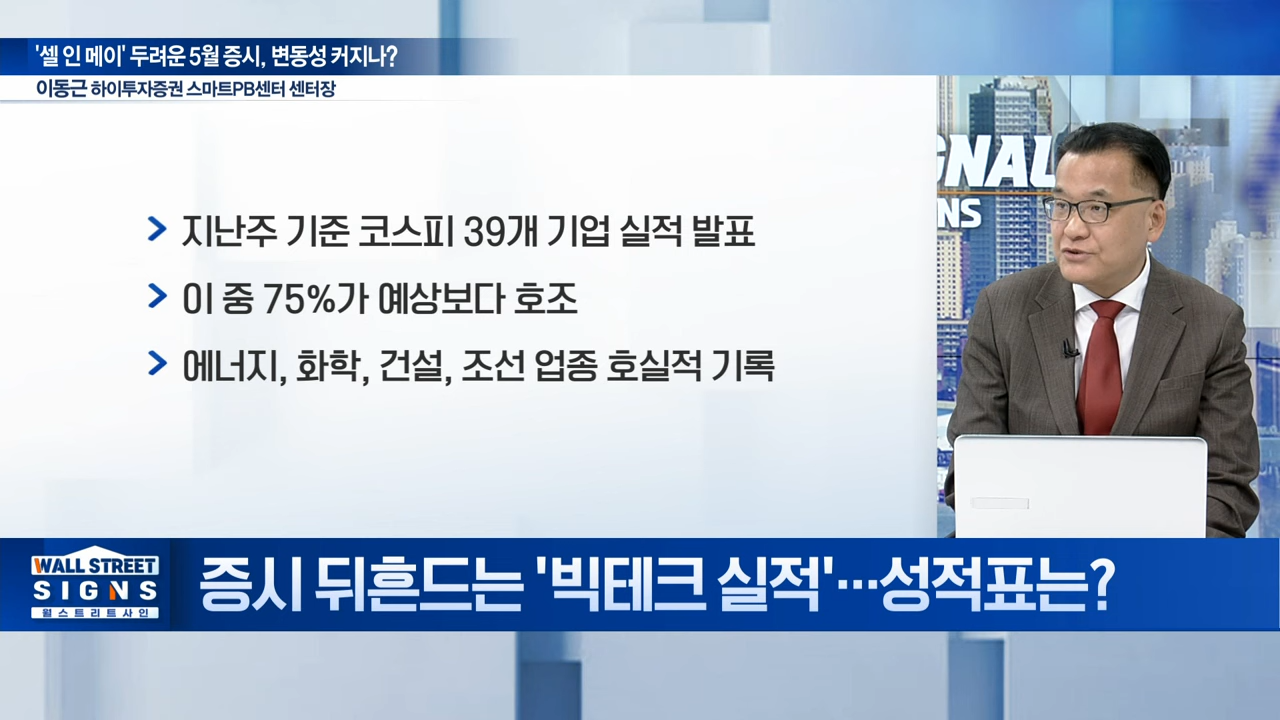 '셀 인 메이' 두려운 5월 증시, 변동성 커지나?
이동근 하이투자증권 스마트PB센터 센터장
GNAL
NS
지난주 기준 코스피 39개 기업 실적 발표
이 중 75%가 예상보다 호조
에너지, 화학, 건설, 조선 업종 호실적 기록
WALL STREET
SIGNS
월스트리트사인
증시 뒤흔드는 '빅테크 실적'…성적표는?